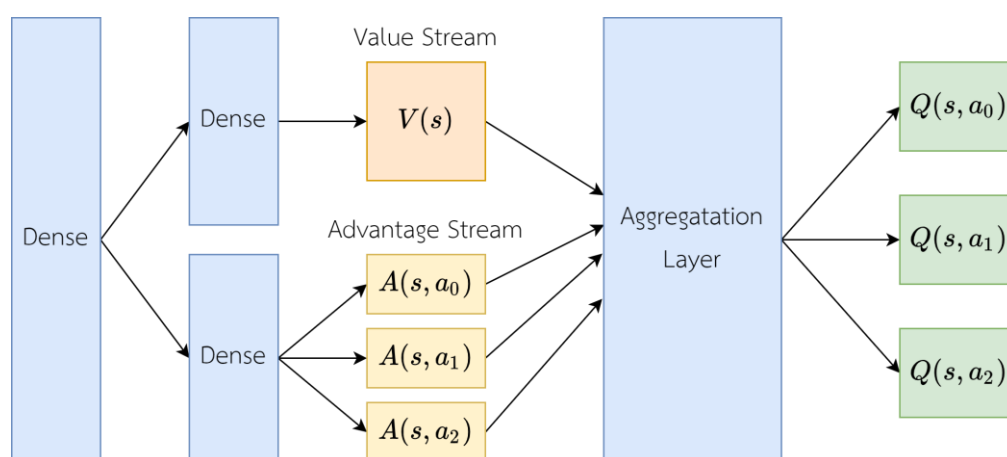 Dense
Dense
Value Stream
V(s)
Advantage Stream
Dense
A(s, a₀)
A(s, a₁)
A(s, a₂)
Aggregatation
Layer
Q(s, a₀)
Q(s, a₁)
Q(s, a₂)